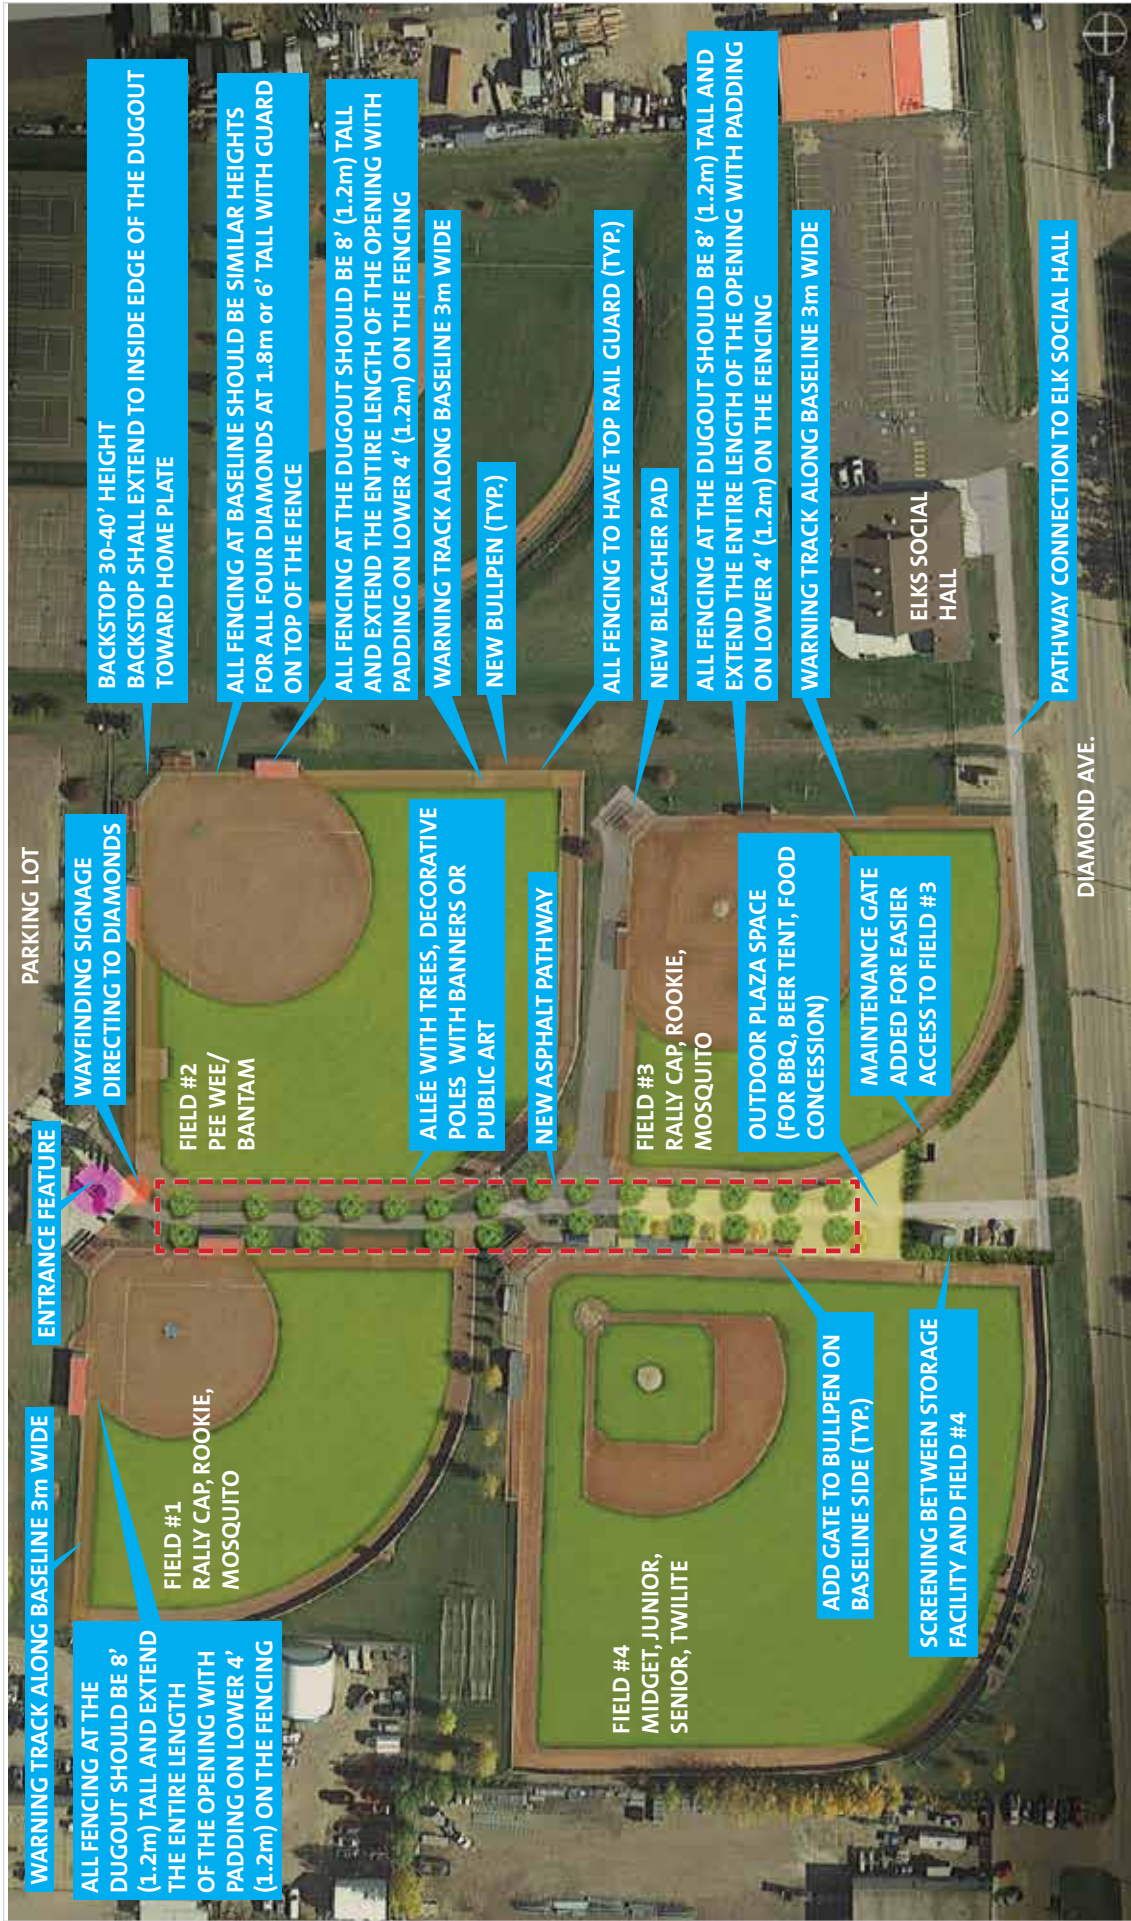 WARNING TRACK ALONG BASELINE 3m WIDE
ALL FENCING AT THE
DUGOUT SHOULD BE 8’
(1.2m) TALL AND EXTEND
THE ENTIRE LENGTH
OF THE OPENING WITH
PADDING ON LOWER 4’
(1.2m) ON THE FENCING
ENTRANCE FEATURE
WAYFINDING SIGNAGE
DIRECTING TO DIAMONDS
PARKING LOT
BACKSTOP 30-40’ HEIGHT
BACKSTOP SHALL EXTEND TO INSIDE EDGE OF THE DUGOUT
TOWARD HOME PLATE
ALL FENCING AT BASELINE SHOULD BE SIMILAR HEIGHTS
FOR ALL FOUR DIAMONDS AT 1.8m or 6’ TALL WITH GUARD
ON TOP OF THE FENCE
ALL FENCING AT THE DUGOUT SHOULD BE 8’ (1.2m) TALL
AND EXTEND THE ENTIRE LENGTH OF THE OPENING WITH
PADDING ON LOWER 4’ (1.2m) ON THE FENCING
WARNING TRACK ALONG BASELINE 3m WIDE
NEW BULLPEN (TYP.)
FIELD #1
RALLY CAP, ROOKIE,
MOSQUITO
FIELD #2
PEE WEE/
BANTAM
ALLÉE WITH TREES, DECORATIVE
POLES WITH BANNERS OR
PUBLIC ART
NEW ASPHALT PATHWAY
ALL FENCING TO HAVE TOP RAIL GUARD (TYP.)
NEW BLEACHER PAD
ALL FENCING AT THE DUGOUT SHOULD BE 8’ (1.2m) TALL AND
EXTEND THE ENTIRE LENGTH OF THE OPENING WITH PADDING
ON LOWER 4’ (1.2m) ON THE FENCING
WARNING TRACK ALONG BASELINE 3m WIDE
FIELD #3
RALLY CAP, ROOKIE,
MOSQUITO
OUTDOOR PLAZA SPACE
(FOR BBQ, BEER TENT, FOOD
CONCESSION)
MAINTENANCE GATE
ADDED FOR EASIER
ACCESS TO FIELD #3
FIELD #4
MIDGET, JUNIOR,
SENIOR, TWILITE
ADD GATE TO BULLPEN ON
BASELINE SIDE (TYP.)
SCREENING BETWEEN STORAGE
FACILITY AND FIELD #4
ELKS SOCIAL
HALL
PATHWAY CONNECTION TO ELK SOCIAL HALL
DIAMOND AVE.